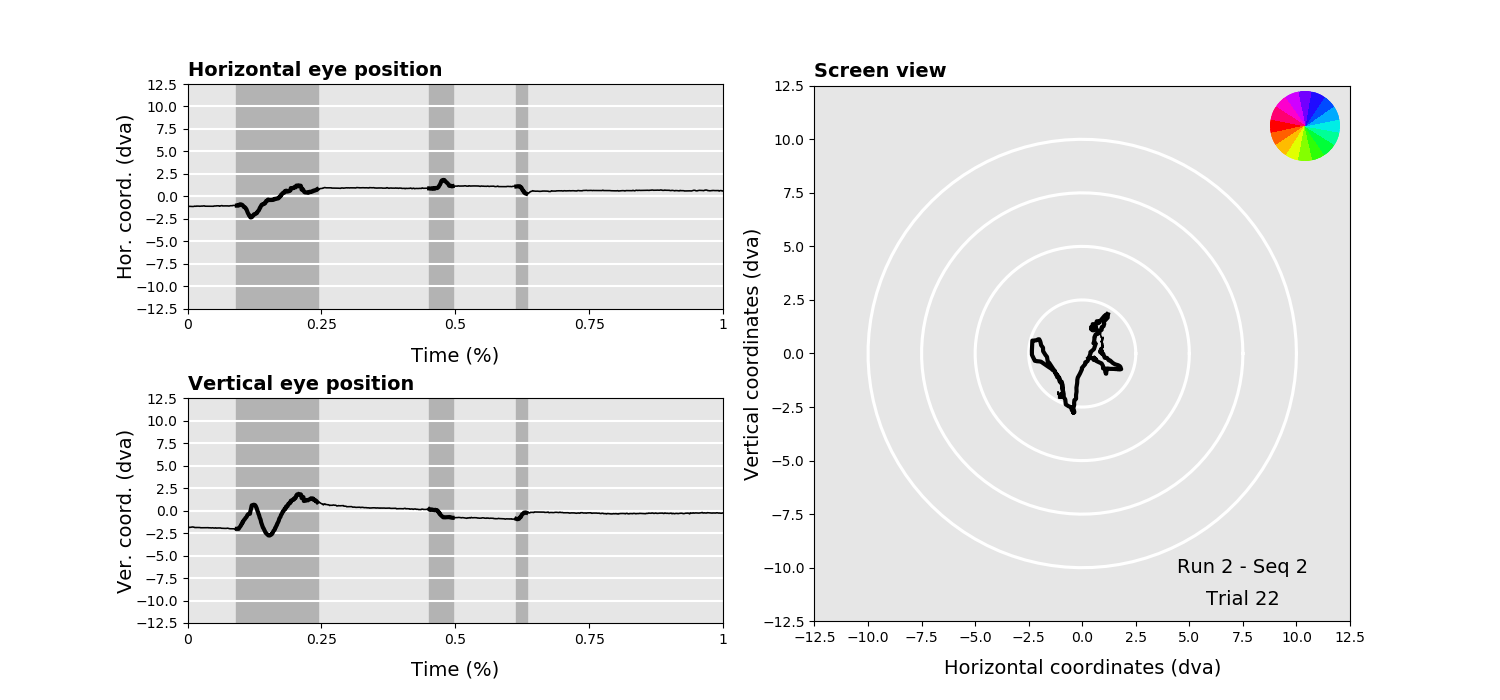 Horizontal eye position
12.5
10.0
7.5
5.0
2.5
0.0
−2.5
−5.0
−7.5
−10.0
−12.5
Hor. coord. (dva)
0 0.25 0.5 0.75 1
Time (%)
Vertical eye position
12.5
10.0
7.5
5.0
2.5
0.0
−2.5
−5.0
−7.5
−10.0
−12.5
Ver. coord. (dva)
0 0.25 0.5 0.75 1
Time (%)
Screen view
12.5
10.0
7.5
5.0
2.5
0.0
−2.5
−5.0
−7.5
−10.0
−12.5
Vertical coordinates (dva)
Run 2 - Seq 2
Trial 22
−12.5 −10.0 −7.5 −5.0 −2.5 0.0 2.5 5.0 7.5 10.0 12.5
Horizontal coordinates (dva)